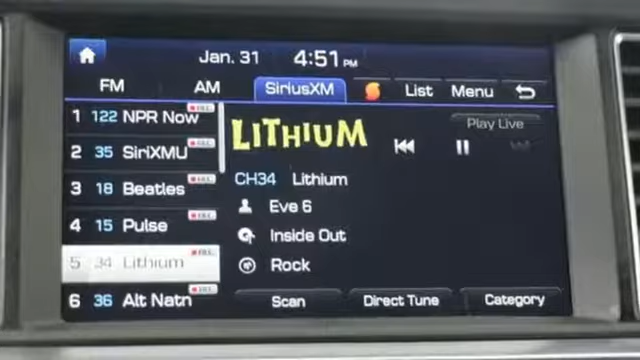 Jan. 31 4:51 PM
FM AM SiriusXM List Menu
1 122 NPR Now
2 35 SiriXMU
3 18 Beatles
4 15 Pulse
5 34 Lithium
6 36 Alt Natn
LITHIUM
Play Live
CH34 Lithium
Eve 6
Inside Out
Rock
Scan Direct Tune Category